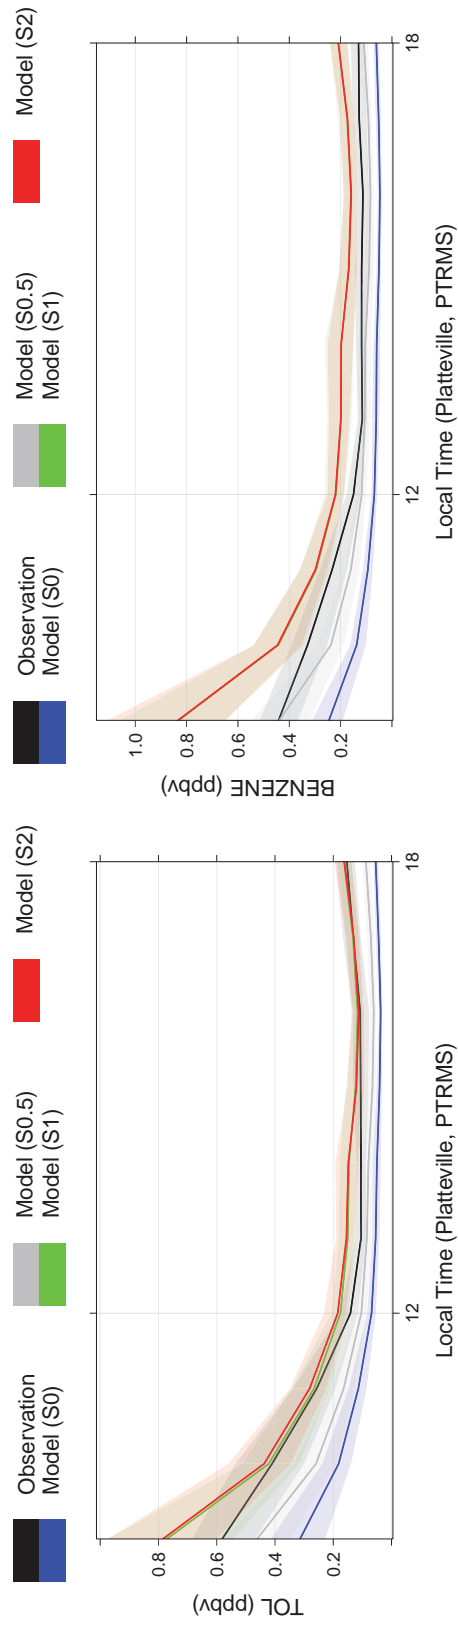 Observation Model (S0.5) Model (S2)
Model (S0) Model (S1)
TOL (ppbv)
0.8
0.6
0.4
0.2
12 18
Local Time (Platteville, PTRMS)
Observation Model (S0.5) Model (S2)
Model (S0) Model (S1)
BENZENE (ppbv)
1.0
0.8
0.6
0.4
0.2
12 18
Local Time (Platteville, PTRMS)